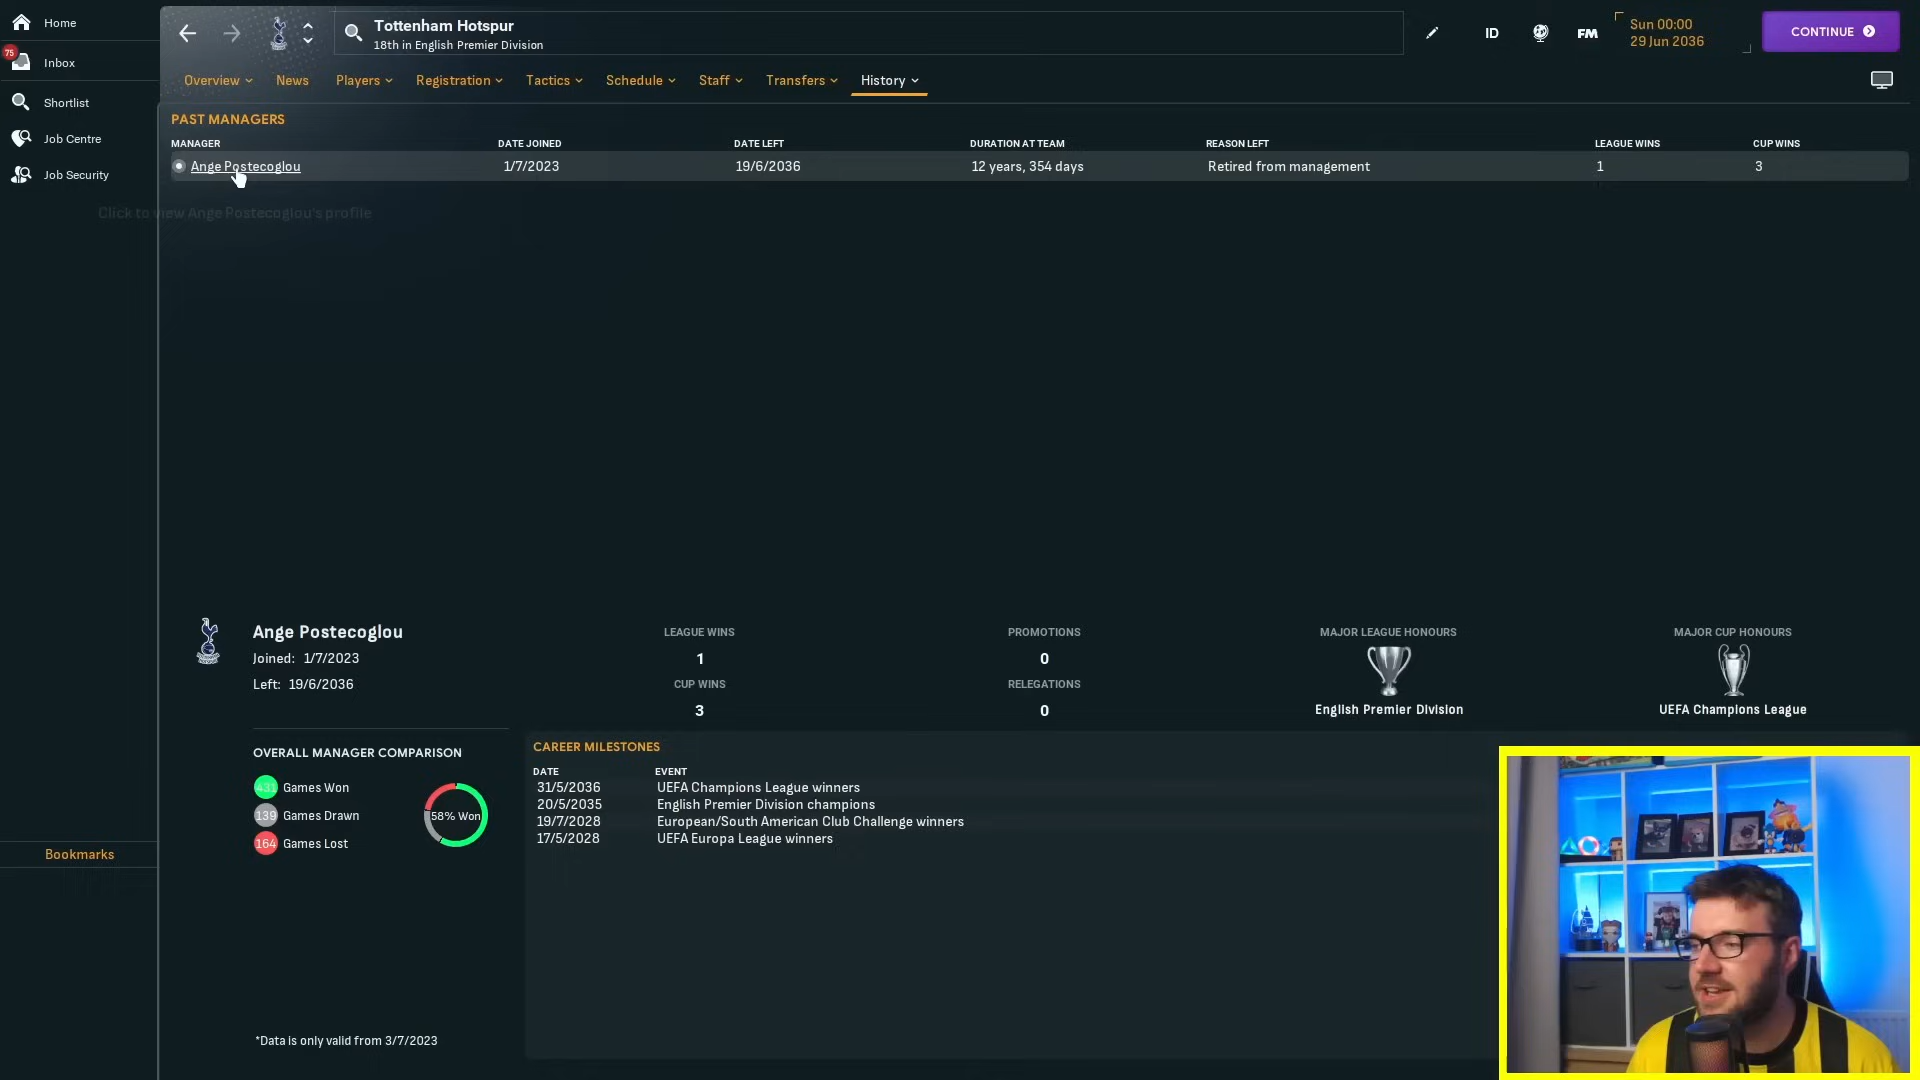 Home
75
Inbox
Shortlist
Job Centre
Job Security
Bookmarks
Tottenham Hotspur
18th in English Premier Division
ID
FM
Sun 00:00
29 Jun 2036
CONTINUE
Overview
News
Players
Registration
Tactics
Schedule
Staff
Transfers
History
PAST MANAGERS
MANAGER DATE JOINED DATE LEFT DURATION AT TEAM REASON LEFT LEAGUE WINS CUP WINS
Ange Postecoglou 1/7/2023 19/6/2036 12 years, 354 days Retired from management 1 3
Click to view Ange Postecoglou's profile
Ange Postecoglou
Joined: 1/7/2023
Left: 19/6/2036
LEAGUE WINS
1
CUP WINS
3
PROMOTIONS
0
RELEGATIONS
0
MAJOR LEAGUE HONOURS
English Premier Division
MAJOR CUP HONOURS
UEFA Champions League
OVERALL MANAGER COMPARISON
431 Games Won
139 Games Drawn
164 Games Lost
58% Won
CAREER MILESTONES
DATE EVENT
31/5/2036 UEFA Champions League winners
20/5/2035 English Premier Division champions
19/7/2028 European/South American Club Challenge winners
17/5/2028 UEFA Europa League winners
*Data is only valid from 3/7/2023